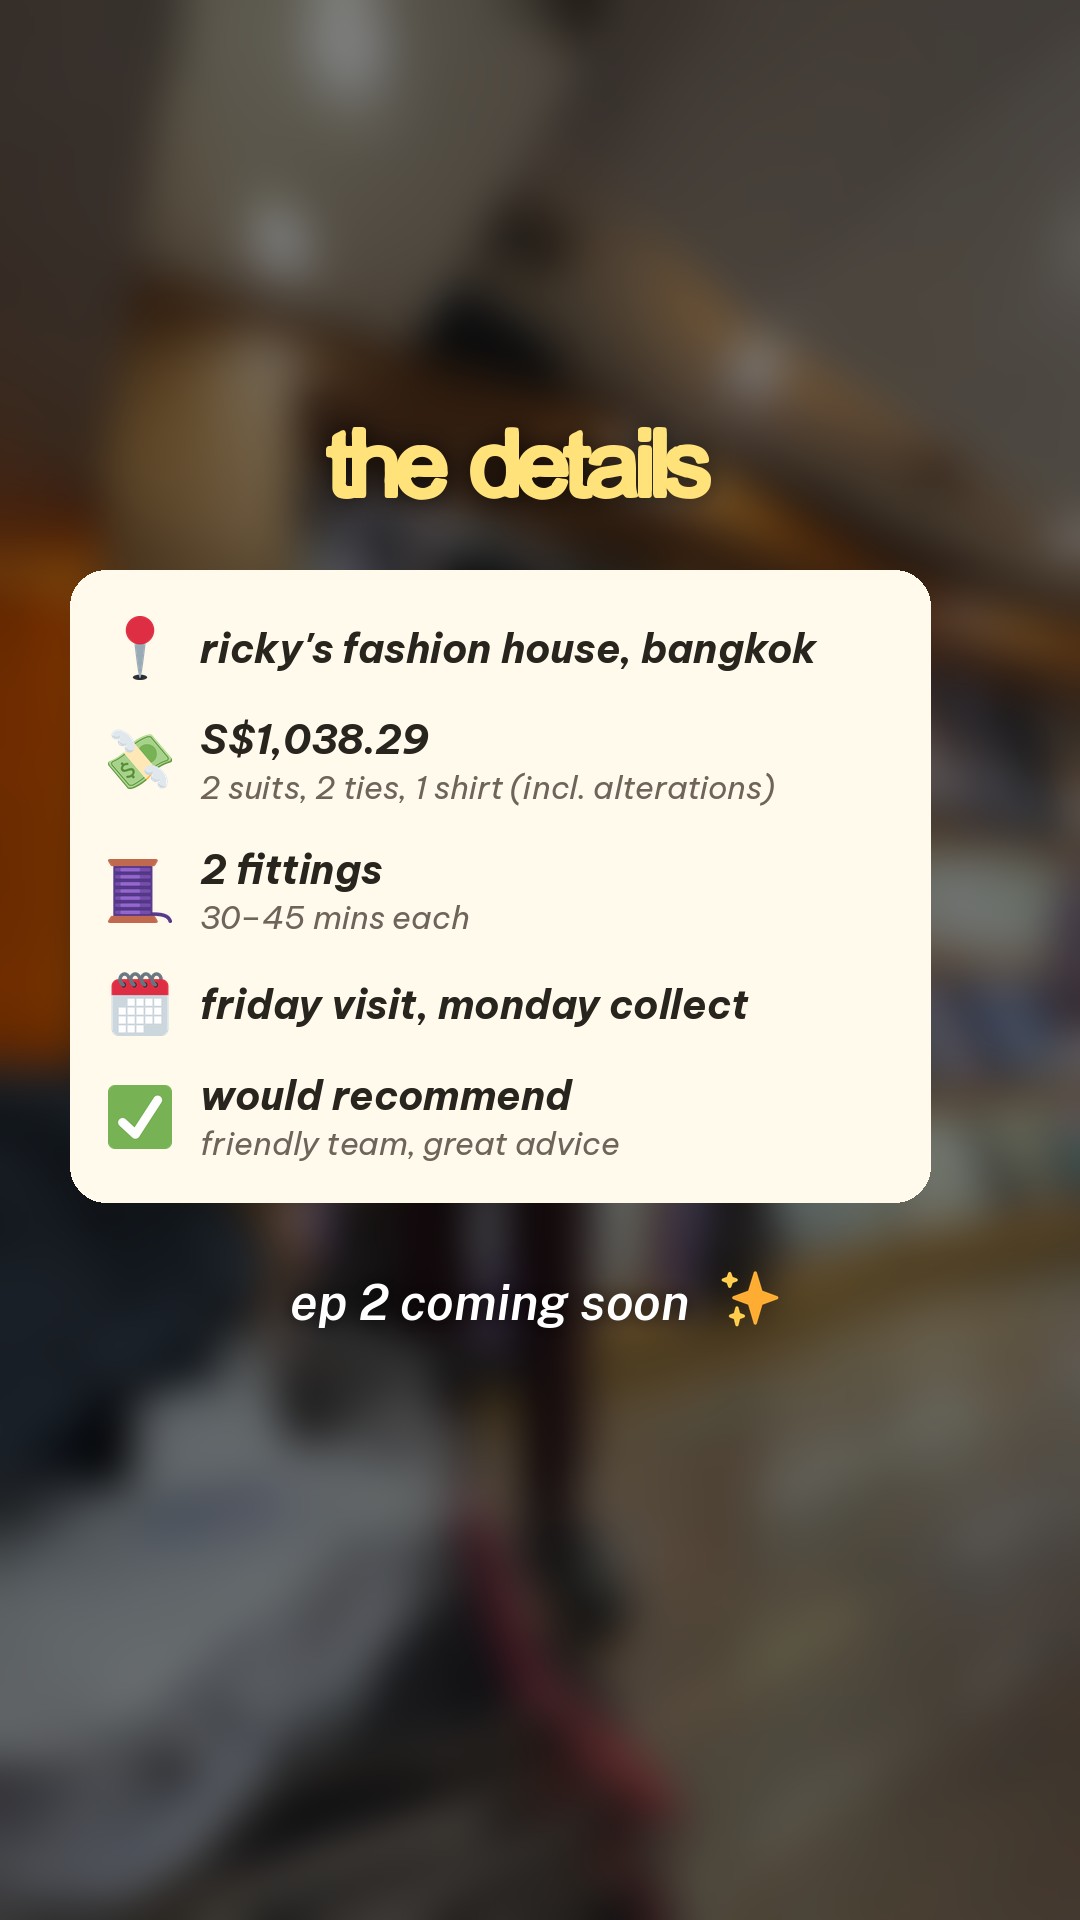 the details
ricky's fashion house, bangkok
S$1,038.29
2 suits, 2 ties, 1 shirt (incl. alterations)
2 fittings
30–45 mins each
friday visit, monday collect
would recommend
friendly team, great advice
ep 2 coming soon